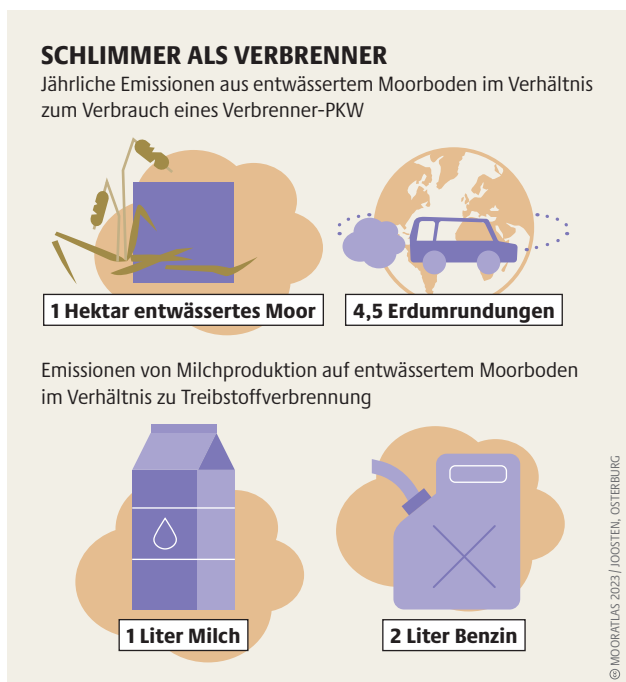 SCHLIMMER ALS VERBRENNER
Jährliche Emissionen aus entwässertem Moorboden im Verhältnis
zum Verbrauch eines Verbrenner-PKW
1 Hektar entwässertes Moor
4,5 Erdumrundungen
Emissionen von Milchproduktion auf entwässertem Moorboden
im Verhältnis zu Treibstoffverbrennung
1 Liter Milch
2 Liter Benzin
🅭 MOORATLAS 2023 / JOOSTEN, OSTERBURG